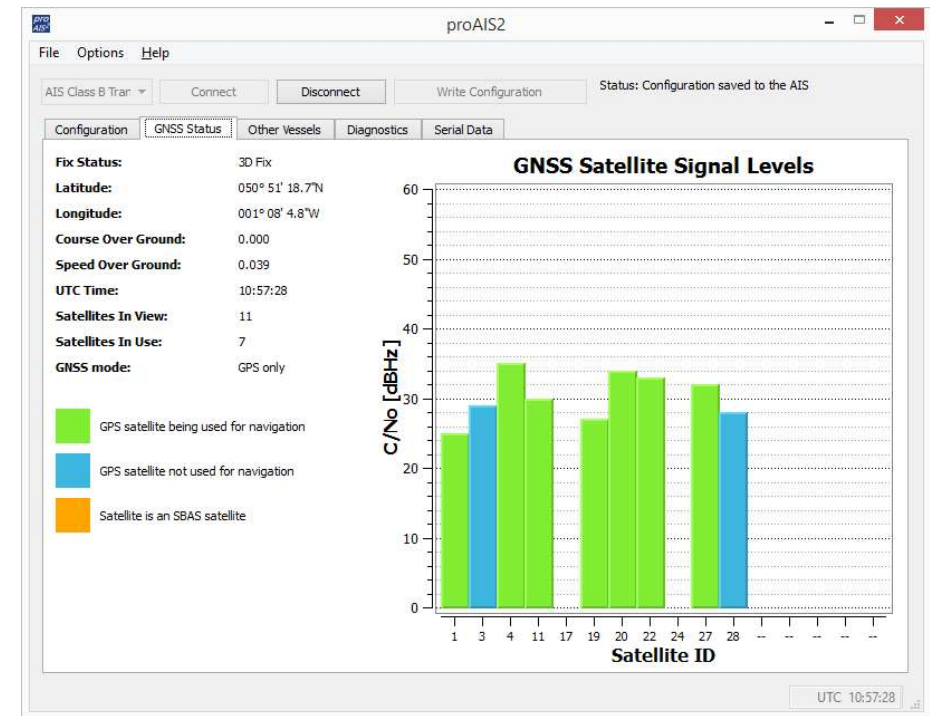 pro
AIS2
proAIS2
File Options Help
AIS Class B Tran Connect Disconnect Write Configuration Status: Configuration saved to the AIS
Configuration GNSS Status Other Vessels Diagnostics Serial Data
Fix Status: 3D Fix
Latitude: 050° 51' 18.7"N
Longitude: 001° 08' 4.8"W
Course Over Ground: 0.000
Speed Over Ground: 0.039
UTC Time: 10:57:28
Satellites In View: 11
Satellites In Use: 7
GNSS mode: GPS only
GPS satellite being used for navigation
GPS satellite not used for navigation
Satellite is an SBAS satellite
GNSS Satellite Signal Levels
C/No [dBHz]
60
50
40
30
20
10
0
1 3 4 11 17 19 20 22 24 27 28 -- -- -- -- --
Satellite ID
UTC 10:57:28